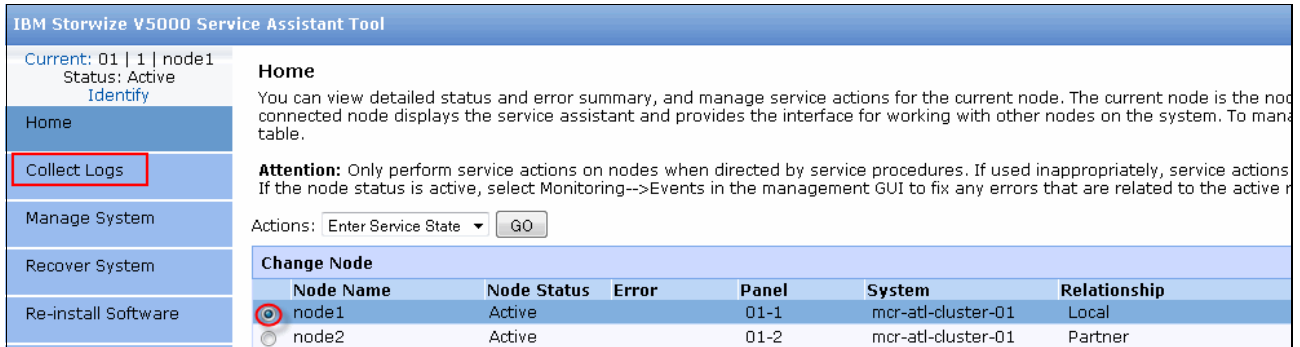 IBM Storwize V5000 Service Assistant Tool
Current: 01 | 1 | node1
Status: Active
Identify
Home
Collect Logs
Manage System
Recover System
Re-install Software
Home
You can view detailed status and error summary, and manage service actions for the current node. The current node is the
connected node displays the service assistant and provides the interface for working with other nodes on the system. To
table.
Attention: Only perform service actions on nodes when directed by service procedures. If used inappropriately, service actions
If the node status is active, select Monitoring-->Events in the management GUI to fix any errors that are related to the active
Actions: Enter Service State GO
Change Node
Node Name Node Status Error Panel System Relationship
node1 Active 01-1 mcr-atl-cluster-01 Local
node2 Active 01-2 mcr-atl-cluster-01 Partner